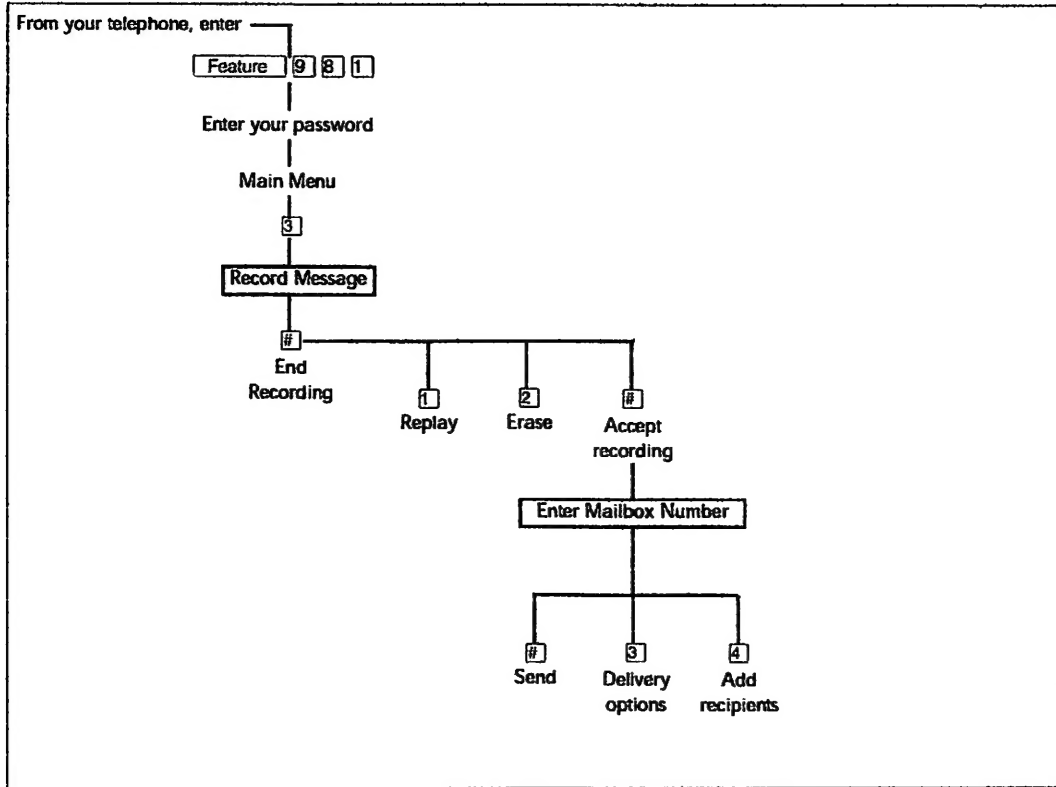 From your telephone, enter
Feature 9 8 1
Enter your password
Main Menu
3
Record Message
#
End
Recording
1
Replay
2
Erase
#
Accept
recording
Enter Mailbox Number
#
Send
3
Delivery
options
4
Add
recipients